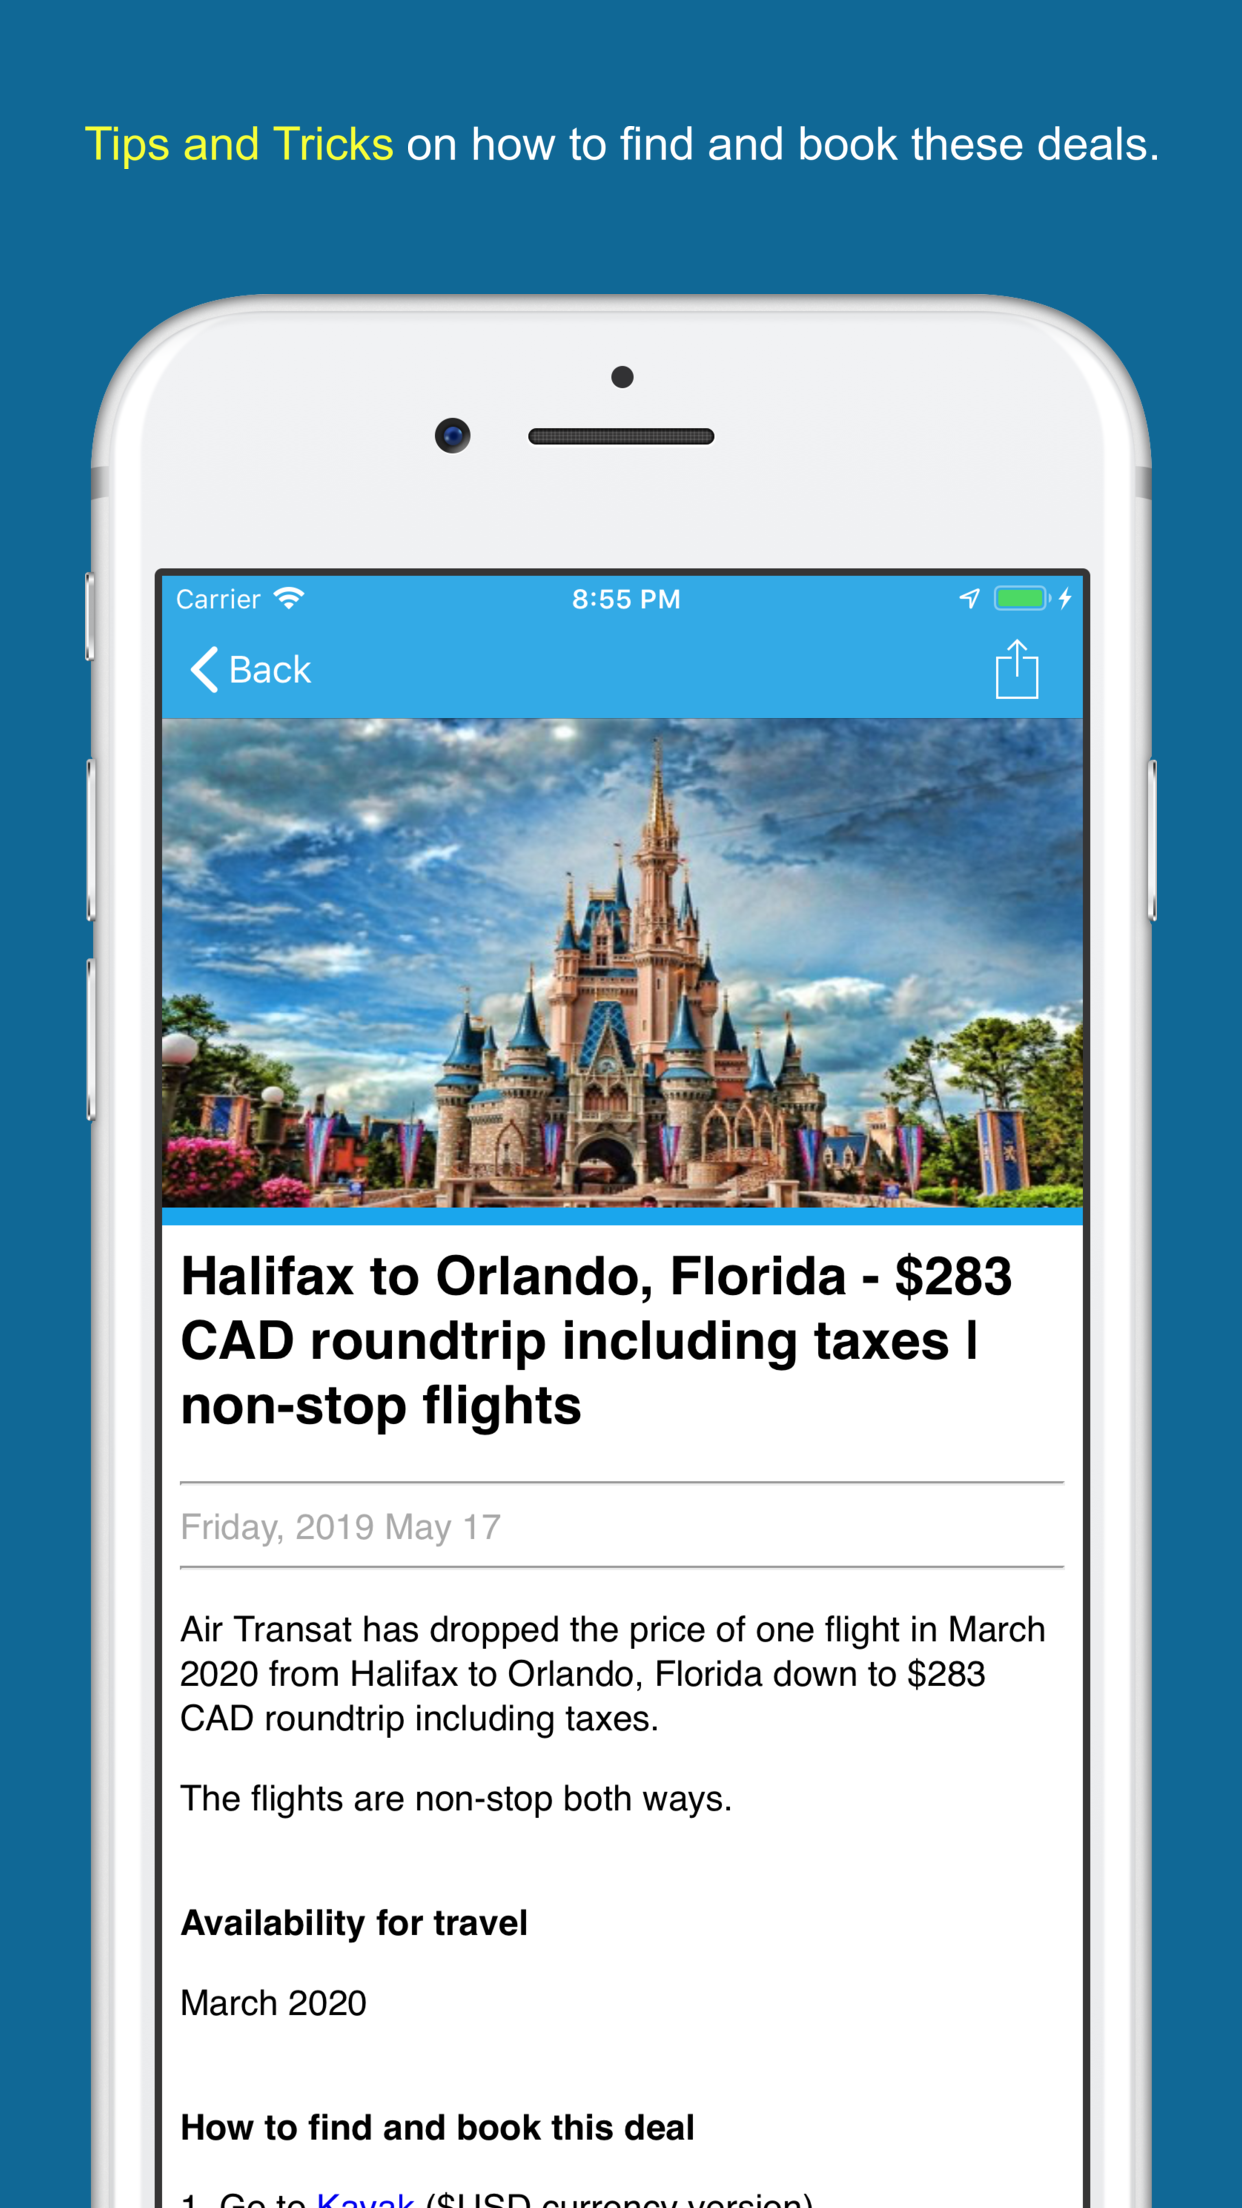 Tips and Tricks on how to find and book these deals.
Carrier 8:55 PM
Back
Halifax to Orlando, Florida - $283
CAD roundtrip including taxes |
non-stop flights
Friday, 2019 May 17
Air Transat has dropped the price of one flight in March
2020 from Halifax to Orlando, Florida down to $283
CAD roundtrip including taxes.
The flights are non-stop both ways.
Availability for travel
March 2020
How to find and book this deal
1. Go to Kayak ($USD currency version)